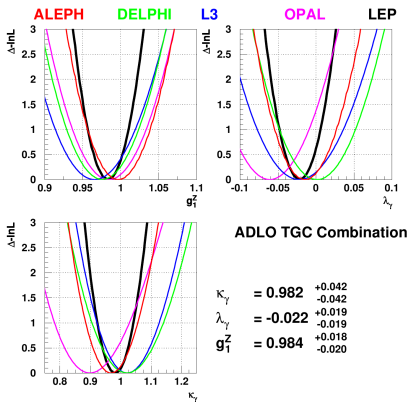 ALEPH DELPHI L3 OPAL LEP
Δ-lnL
3
2.5
2
1.5
1
0.5
0
0.9 0.95 1 1.05 1.1
g₁ᶻ
Δ-lnL
3
2.5
2
1.5
1
0.5
0
-0.1 -0.05 0 0.05 0.1
λγ
Δ-lnL
3
2.5
2
1.5
1
0.5
0
0.8 0.9 1 1.1 1.2
κγ
ADLO TGC Combination
κγ = 0.982 +0.042 -0.042
λγ = -0.022 +0.019 -0.019
g₁ᶻ = 0.984 +0.018 -0.020